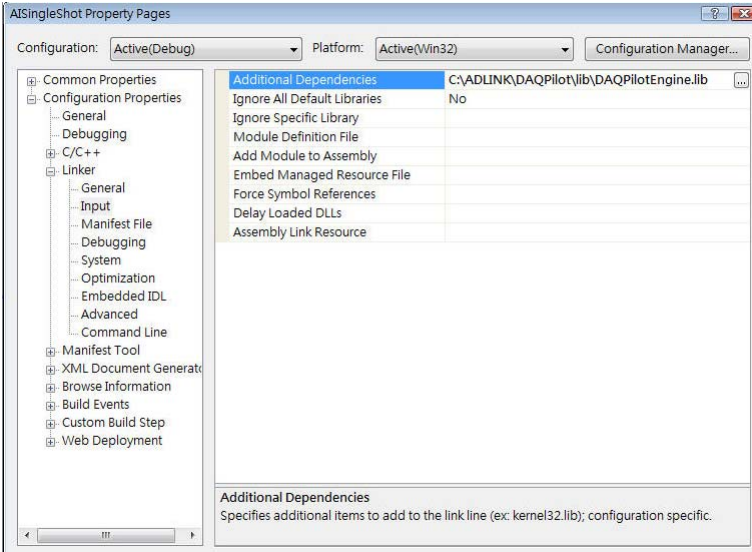 AISingleShot Property Pages
Configuration: Active(Debug) Platform: Active(Win32) Configuration Manager...
Common Properties
Configuration Properties
General
Debugging
C/C++
Linker
General
Input
Manifest File
Debugging
System
Optimization
Embedded IDL
Advanced
Command Line
Manifest Tool
XML Document Generato
Browse Information
Build Events
Custom Build Step
Web Deployment
Additional Dependencies C:\ADLINK\DAQPilot\lib\DAQPilotEngine.lib ...
Ignore All Default Libraries No
Ignore Specific Library
Module Definition File
Add Module to Assembly
Embed Managed Resource File
Force Symbol References
Delay Loaded DLLs
Assembly Link Resource
Additional Dependencies
Specifies additional items to add to the link line (ex: kernel32.lib); configuration specific.